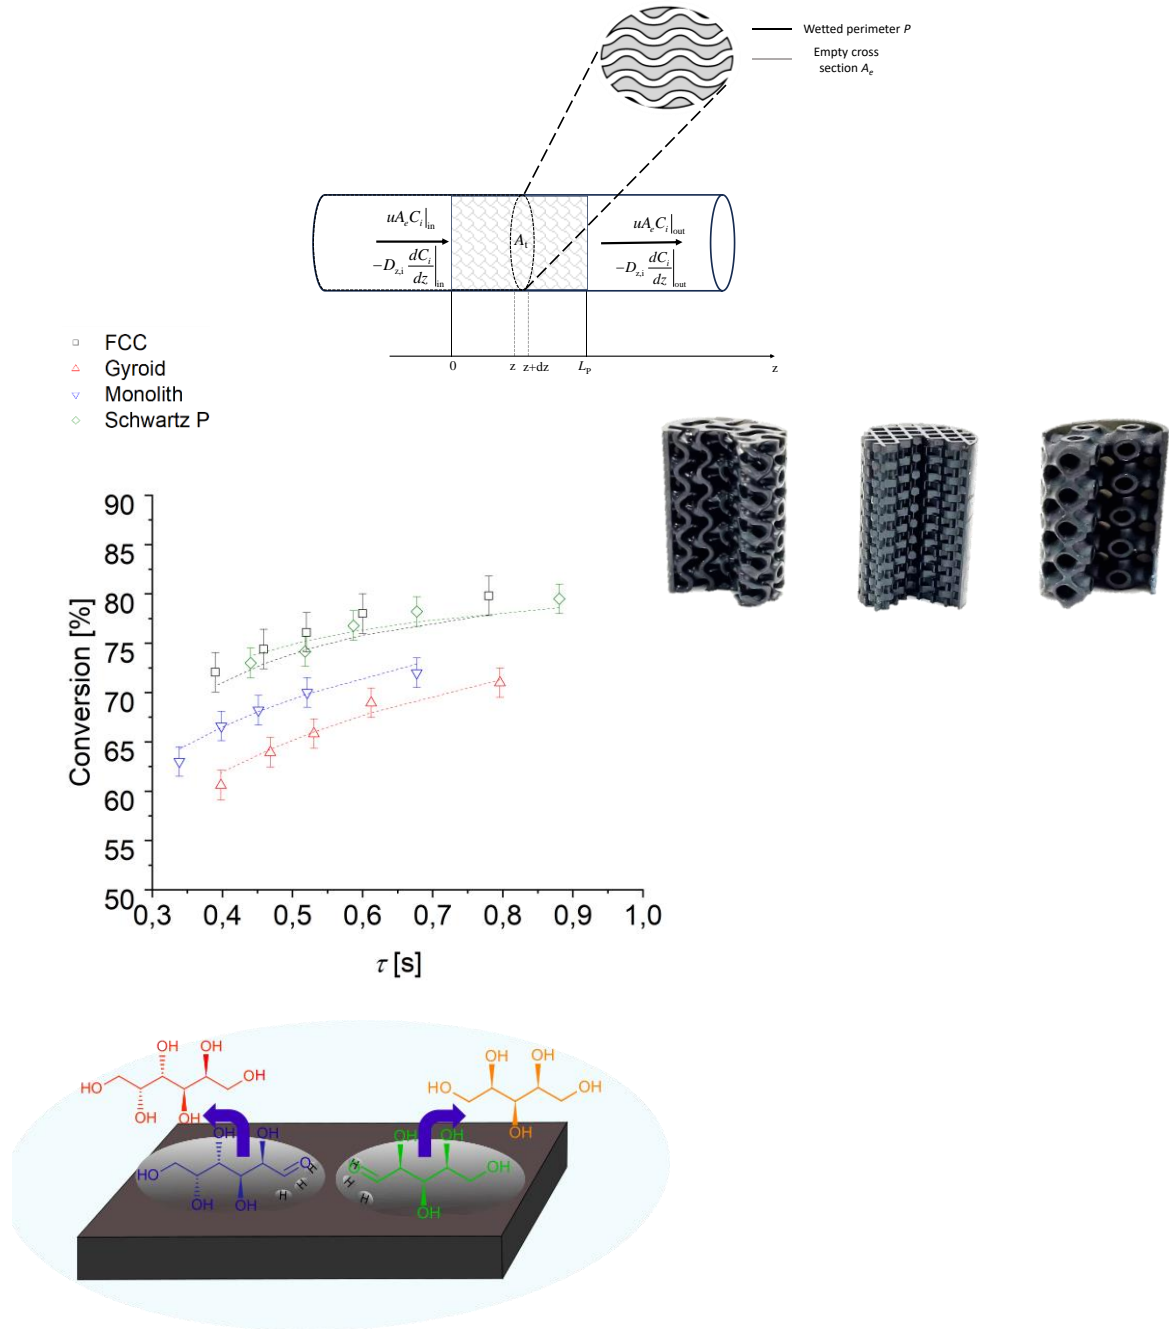 Wetted perimeter P
Empty cross
section Aₑ
uAₑCᵢ|in
−D_z,i dCᵢ/dz|in
Aₜ
uAₑCᵢ|out
−D_z,i dCᵢ/dz|out
0 z z+dz L_P z
FCC
Gyroid
Monolith
Schwartz P
Conversion [%]
90
85
80
75
70
65
60
55
50
0,3 0,4 0,5 0,6 0,7 0,8 0,9 1,0
τ [s]
OH OH
HO OH
OH OH
OH OH
HO OH
OH
OH OH
HO O H
H
H
OH OH
OH OH
O H
H
H
OH
OH